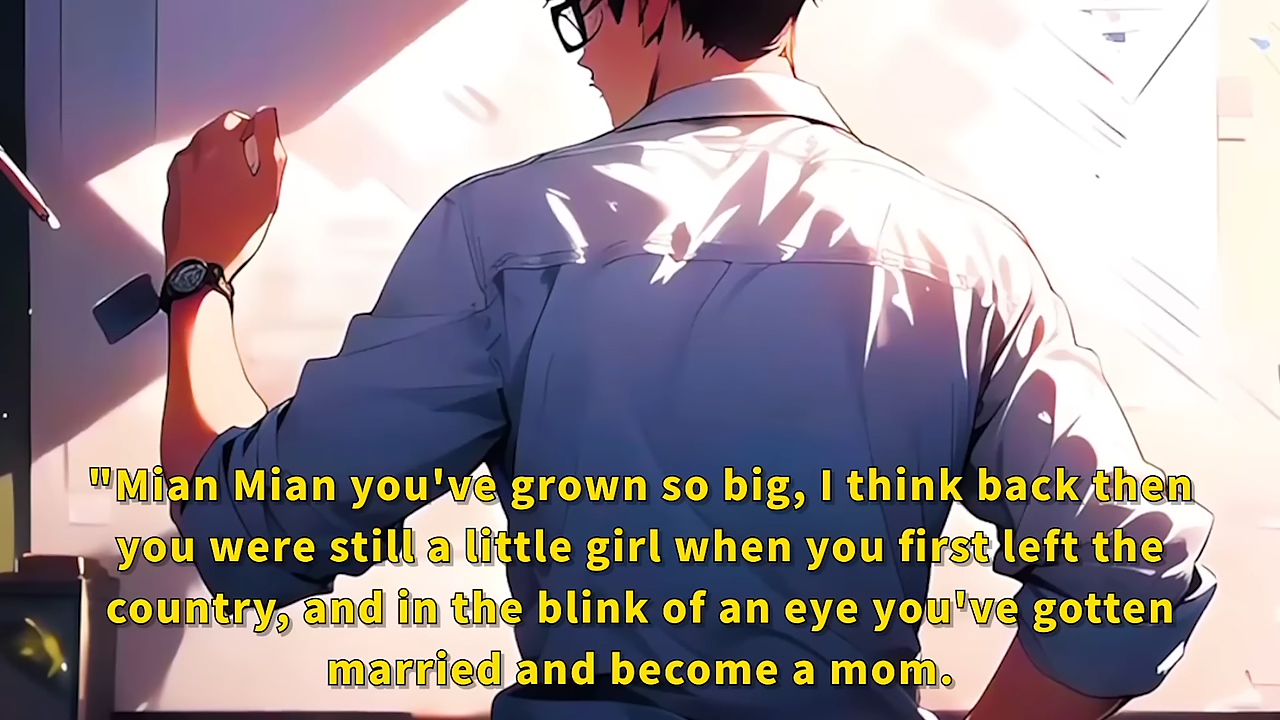 "Mian Mian you've grown so big, I think back then
you were still a little girl when you first left the
country, and in the blink of an eye you've gotten
married and become a mom.